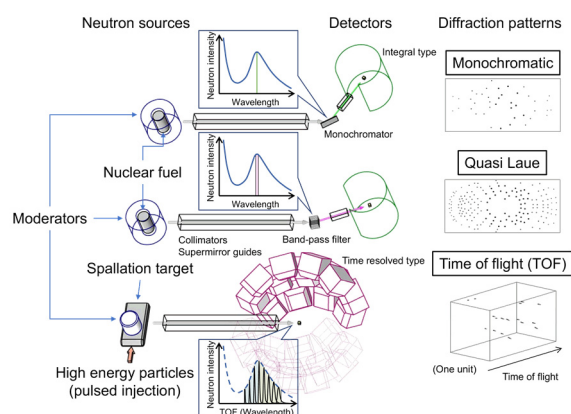 Neutron sources
Detectors
Diffraction patterns
Neutron intensity
Wavelength
Integral type
Monochromator
Monochromatic
Nuclear fuel
Neutron intensity
Wavelength
Quasi Laue
Moderators
Collimators
Supermirror guides
Band-pass filter
Spallation target
Time resolved type
Time of flight (TOF)
High energy particles
(pulsed injection)
Neutron intensity
TOF (Wavelength)
(One unit)
Time of flight